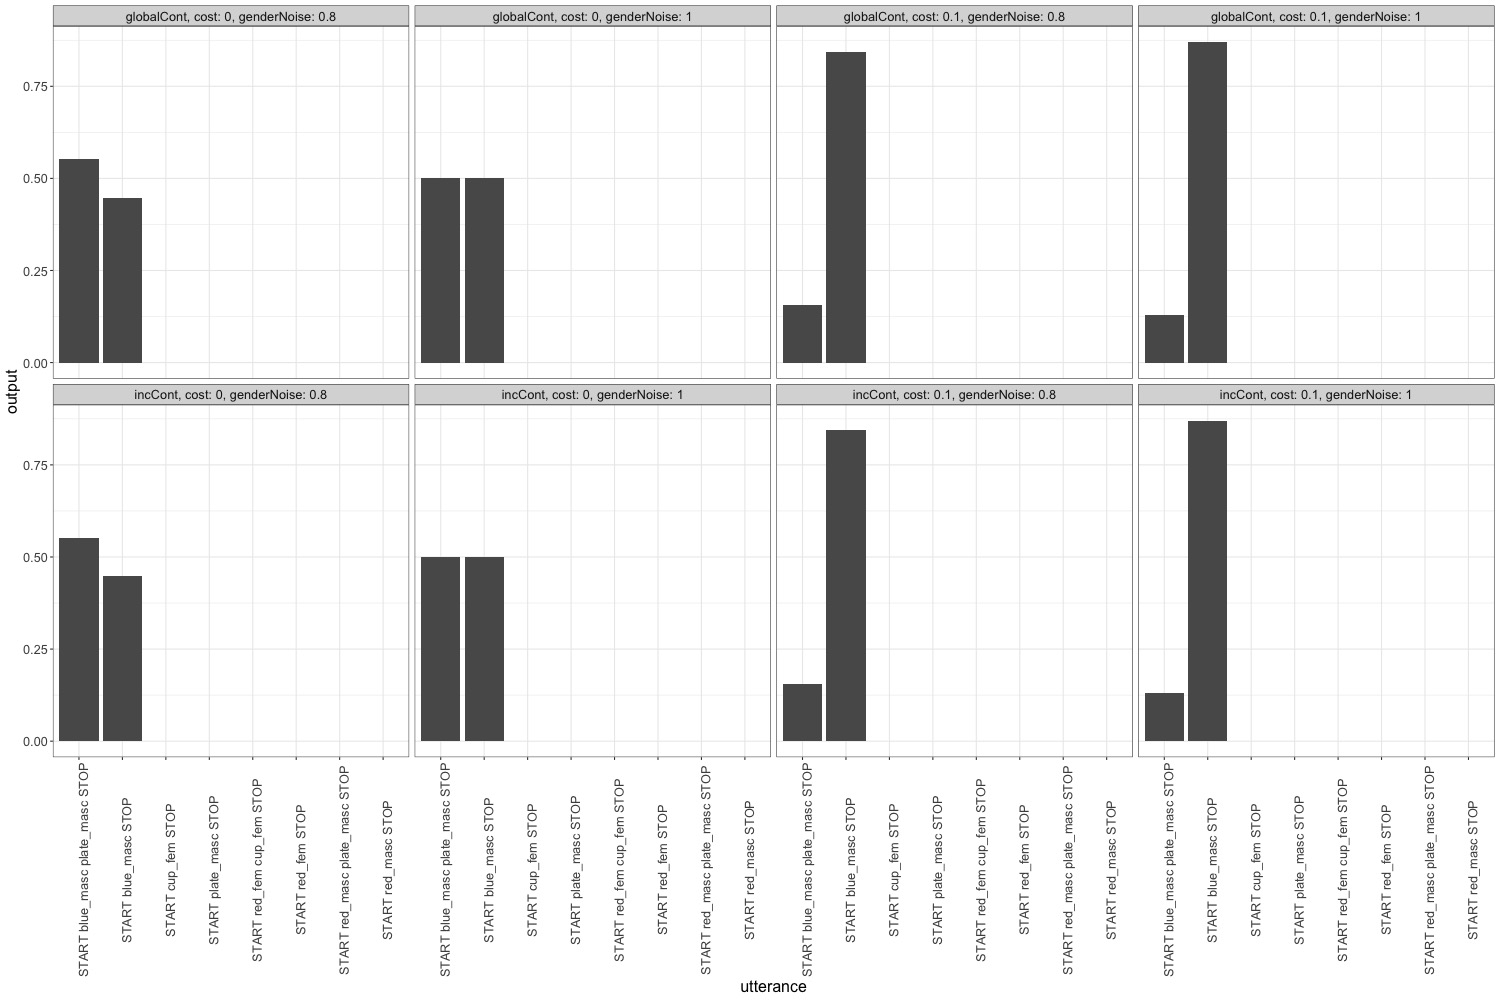 globalCont, cost: 0, genderNoise: 0.8
globalCont, cost: 0, genderNoise: 1
globalCont, cost: 0.1, genderNoise: 0.8
globalCont, cost: 0.1, genderNoise: 1
0.75
0.50
0.25
0.00
output
incCont, cost: 0, genderNoise: 0.8
incCont, cost: 0, genderNoise: 1
incCont, cost: 0.1, genderNoise: 0.8
incCont, cost: 0.1, genderNoise: 1
0.75
0.50
0.25
0.00
START blue_masc plate_masc STOP
START blue_masc STOP
START cup_fem STOP
START plate_masc STOP
START red_fem cup_fem STOP
START red_fem STOP
START red_masc plate_masc STOP
START red_masc STOP
START blue_masc plate_masc STOP
START blue_masc STOP
START cup_fem STOP
START plate_masc STOP
START red_fem cup_fem STOP
START red_fem STOP
START red_masc plate_masc STOP
START red_masc STOP
START blue_masc plate_masc STOP
START blue_masc STOP
START cup_fem STOP
START plate_masc STOP
START red_fem cup_fem STOP
START red_fem STOP
START red_masc plate_masc STOP
START red_masc STOP
START blue_masc plate_masc STOP
START blue_masc STOP
START cup_fem STOP
START plate_masc STOP
START red_fem cup_fem STOP
START red_fem STOP
START red_masc plate_masc STOP
START red_masc STOP
utterance